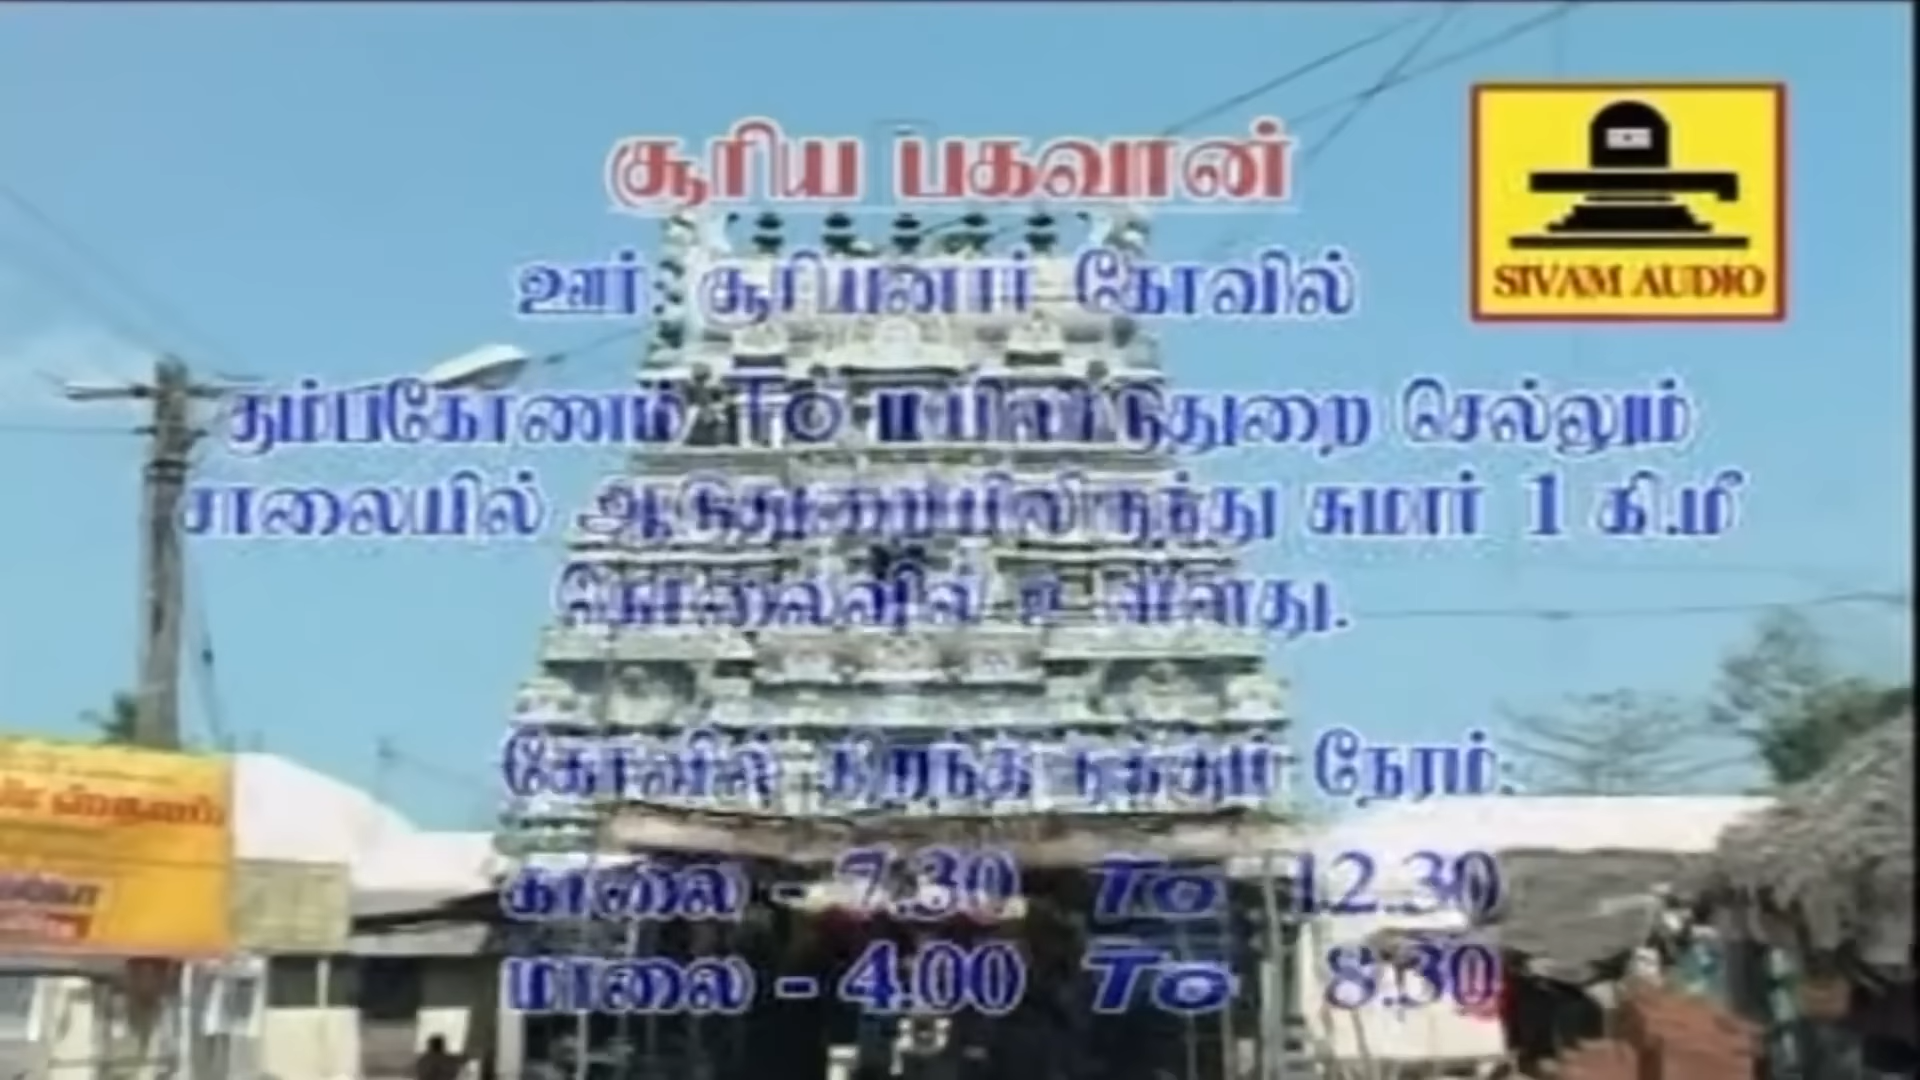 சூரிய பகவான்
ஊர்: சூரியனார் கோவில்
SIVAM AUDIO
கும்பகோணம் To மயிலாடுதுறை செல்லும்
சாலையில் ஆடுதுறையிலிருந்து சுமார் 1 கி.மீ
தொலைவில் உள்ளது.
கோவில் திறந்திருக்கும் நேரம்:
காலை - 7.30 To 12.30
மாலை - 4.00 To 8.30